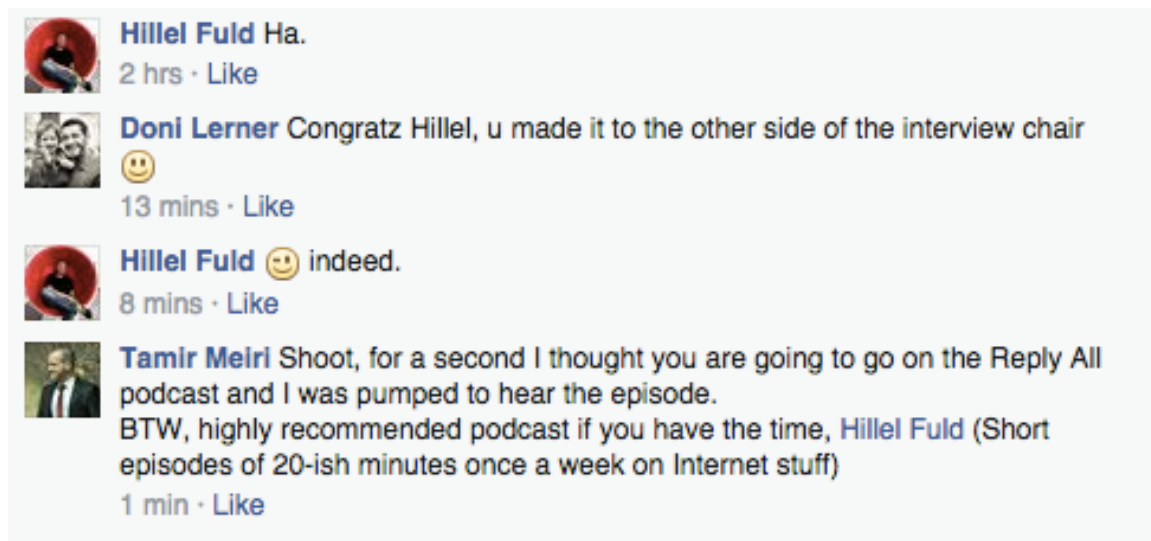 Hillel Fuld Ha.
2 hrs · Like
Doni Lerner Congratz Hillel, u made it to the other side of the interview chair
🙂
13 mins · Like
Hillel Fuld 😉 indeed.
8 mins · Like
Tamir Meiri Shoot, for a second I thought you are going to go on the Reply All
podcast and I was pumped to hear the episode.
BTW, highly recommended podcast if you have the time, Hillel Fuld (Short
episodes of 20-ish minutes once a week on Internet stuff)
1 min · Like